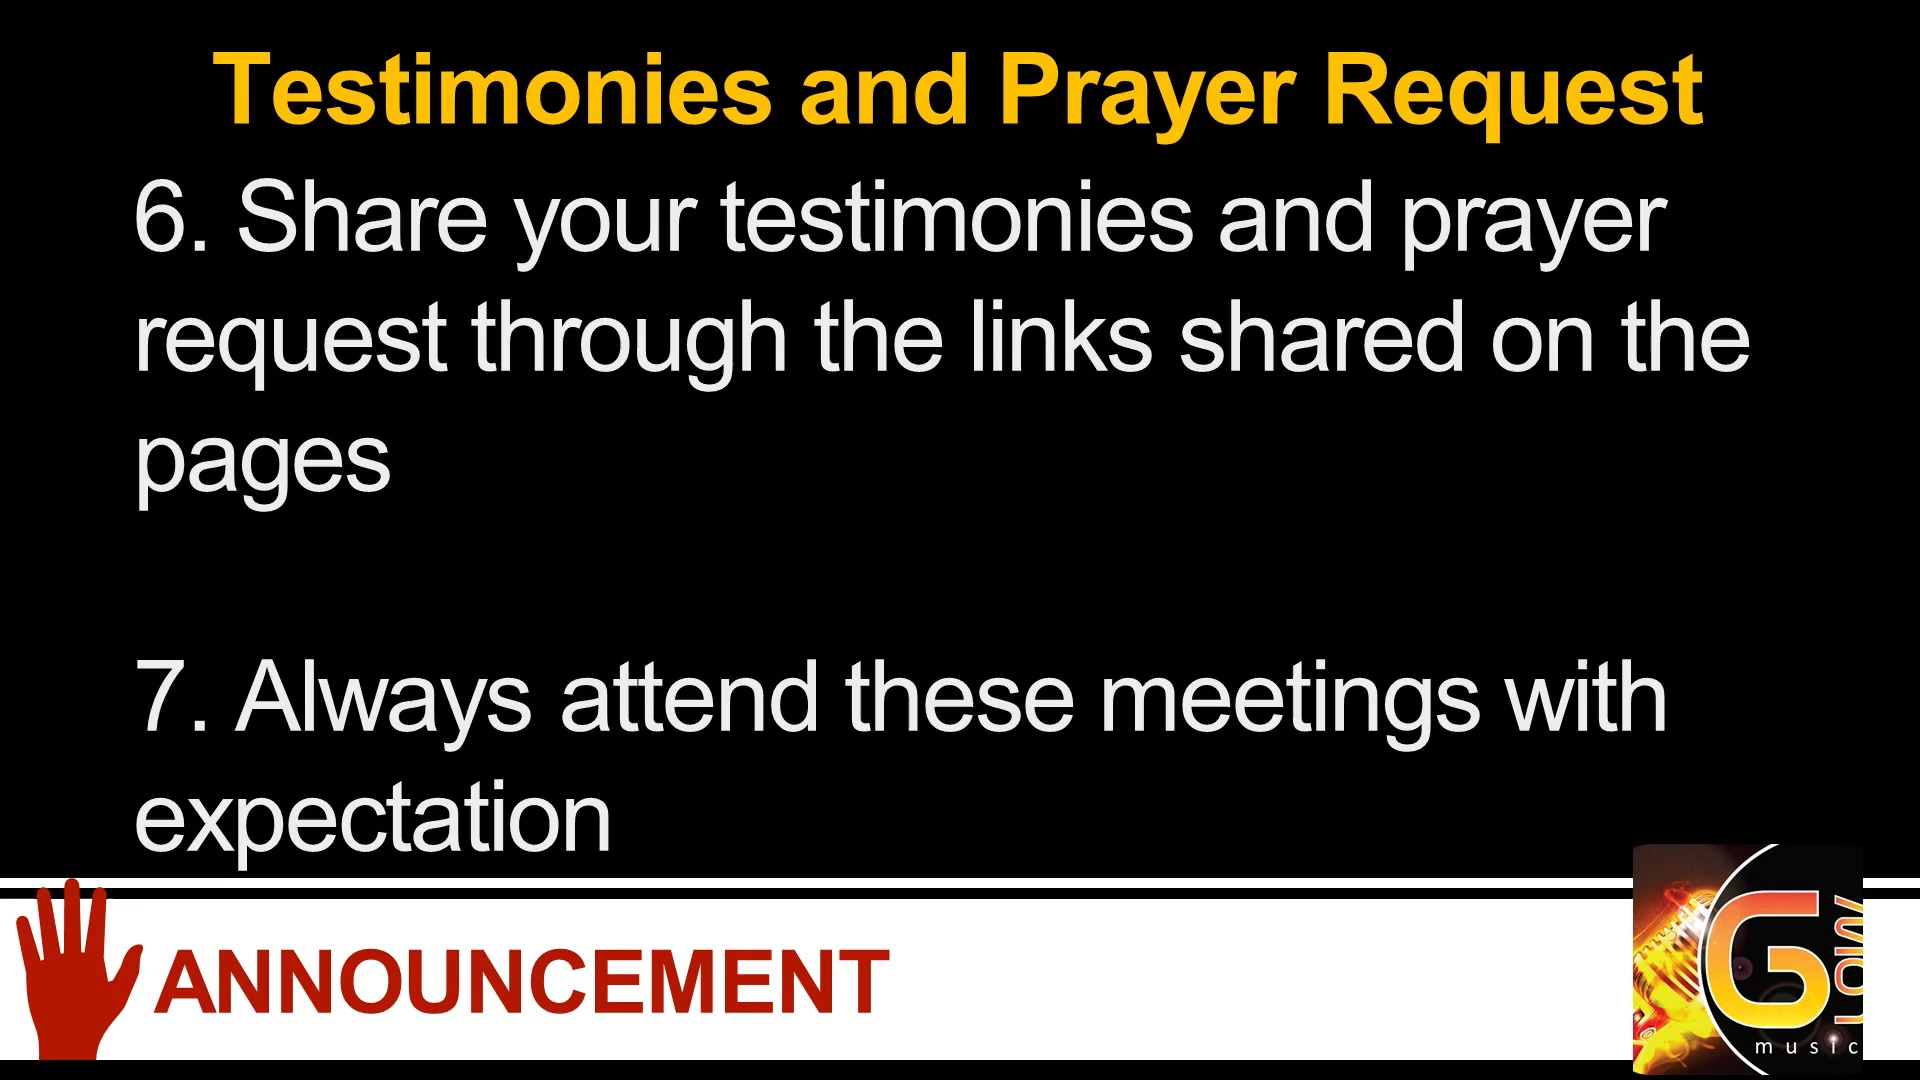 Testimonies and Prayer Request
6. Share your testimonies and prayer
request through the links shared on the
pages
7. Always attend these meetings with
expectation
ANNOUNCEMENT
G
music